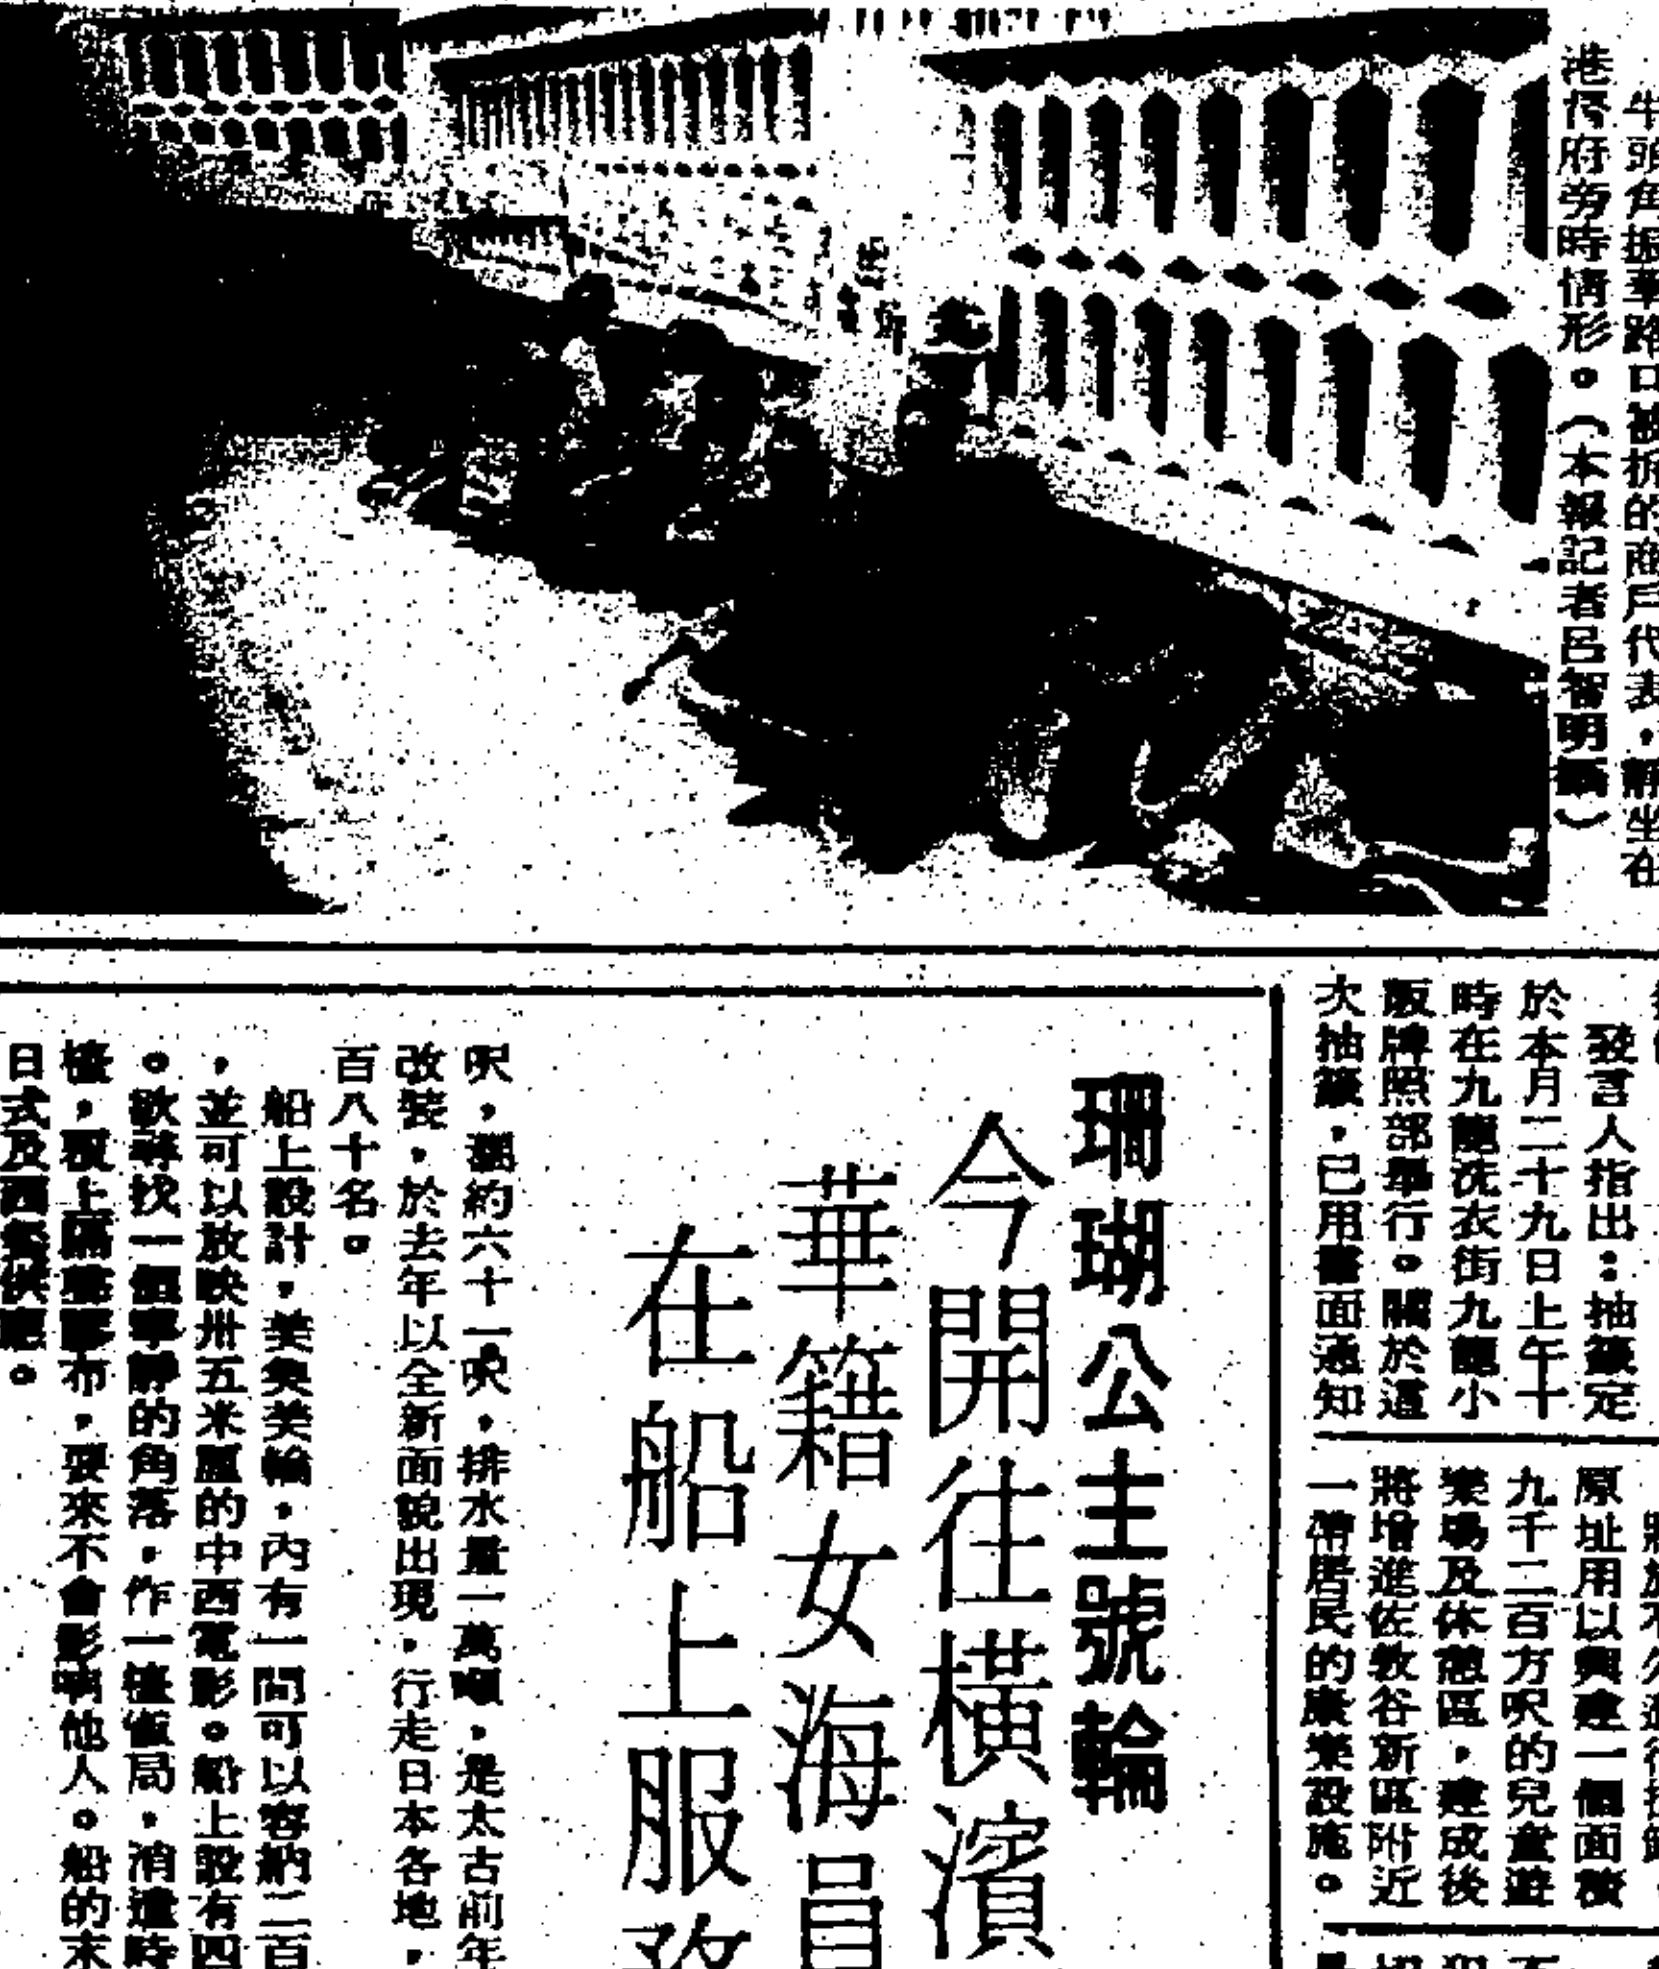 牛頭角振華路口被拆的商戶代表，靜坐在
港督府旁時情形。（本報記者呂智明攝）
發言人指出：抽籤定
於本月二十九日上午十
時在九龍洗衣街九龍小
販牌照部舉行。關於這
次抽籤，已用書面通知
原址用以興建一個面積
九千二百方呎的兒童遊
樂場及休憩區，建成後
將增進佐敦谷新區附近
一帶居民的康樂設施。
珊瑚公主號輪
今開往橫濱
華籍女海員
在船上服務
呎，濶約六十一呎，排水量一萬噸，是太古前年
改裝，於去年以全新面貌出現，行走日本各地，
百八十名。
船上設計，美奐美輪，內有一間可以容納二百
，並可以放映卅五米厘的中西電影。船上設有四
。欲尋找一個寧靜的角落，作一檯衛局，消遣時
檯，覆上隔音膠布，耍來不會影响他人。船的末
日式及西餐供應。